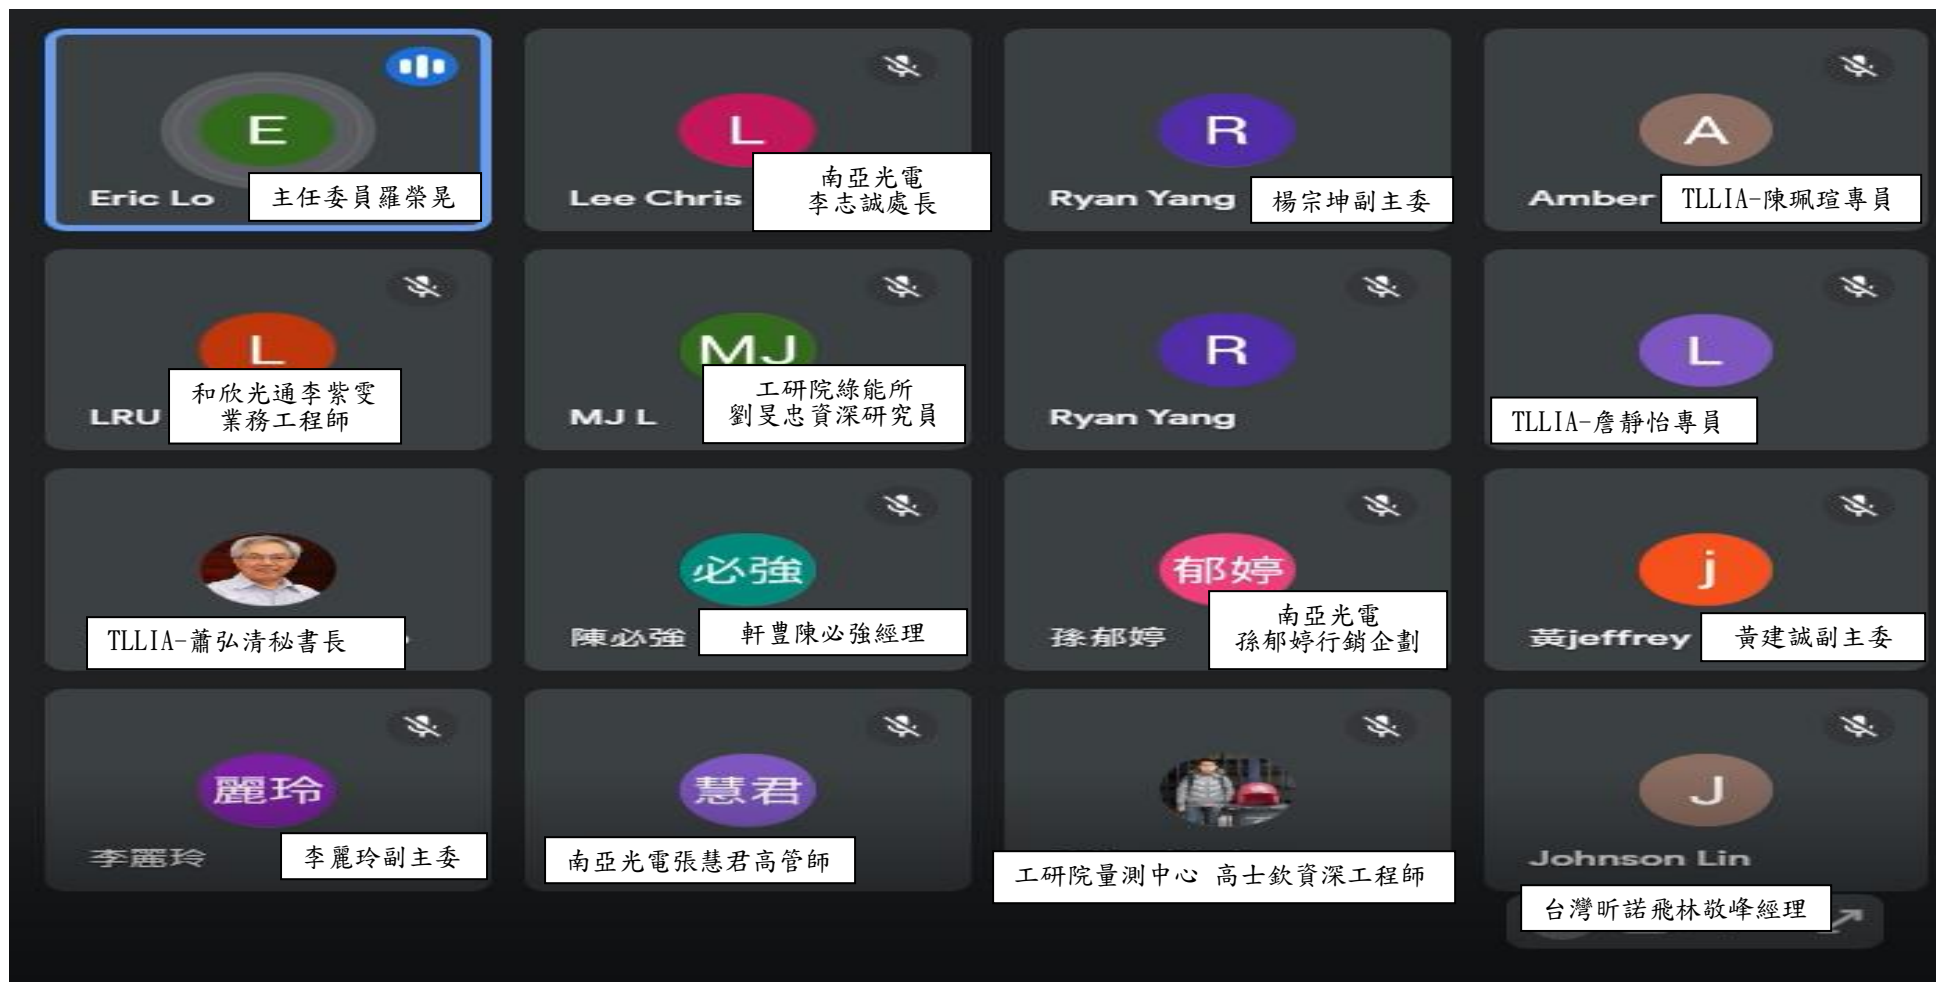 E
Eric Lo
主任委員羅榮晃
L
Lee Chris
南亞光電
李志誠處長
R
Ryan Yang
楊宗坤副主委
A
Amber
TLLIA-陳珮瑄專員
L
LRU
和欣光通李紫雯
業務工程師
MJ
MJ L
工研院綠能所
劉旻忠資深研究員
R
Ryan Yang
L
TLLIA-詹靜怡專員
TLLIA-蕭弘清秘書長
必強
陳必強
軒豊陳必強經理
郁婷
孫郁婷
南亞光電
孫郁婷行銷企劃
j
黃jeffrey
黃建誠副主委
麗玲
李麗玲
李麗玲副主委
慧君
南亞光電張慧君高管師
工研院量測中心 高士欽資深工程師
J
Johnson Lin
台灣昕諾飛林敬峰經理